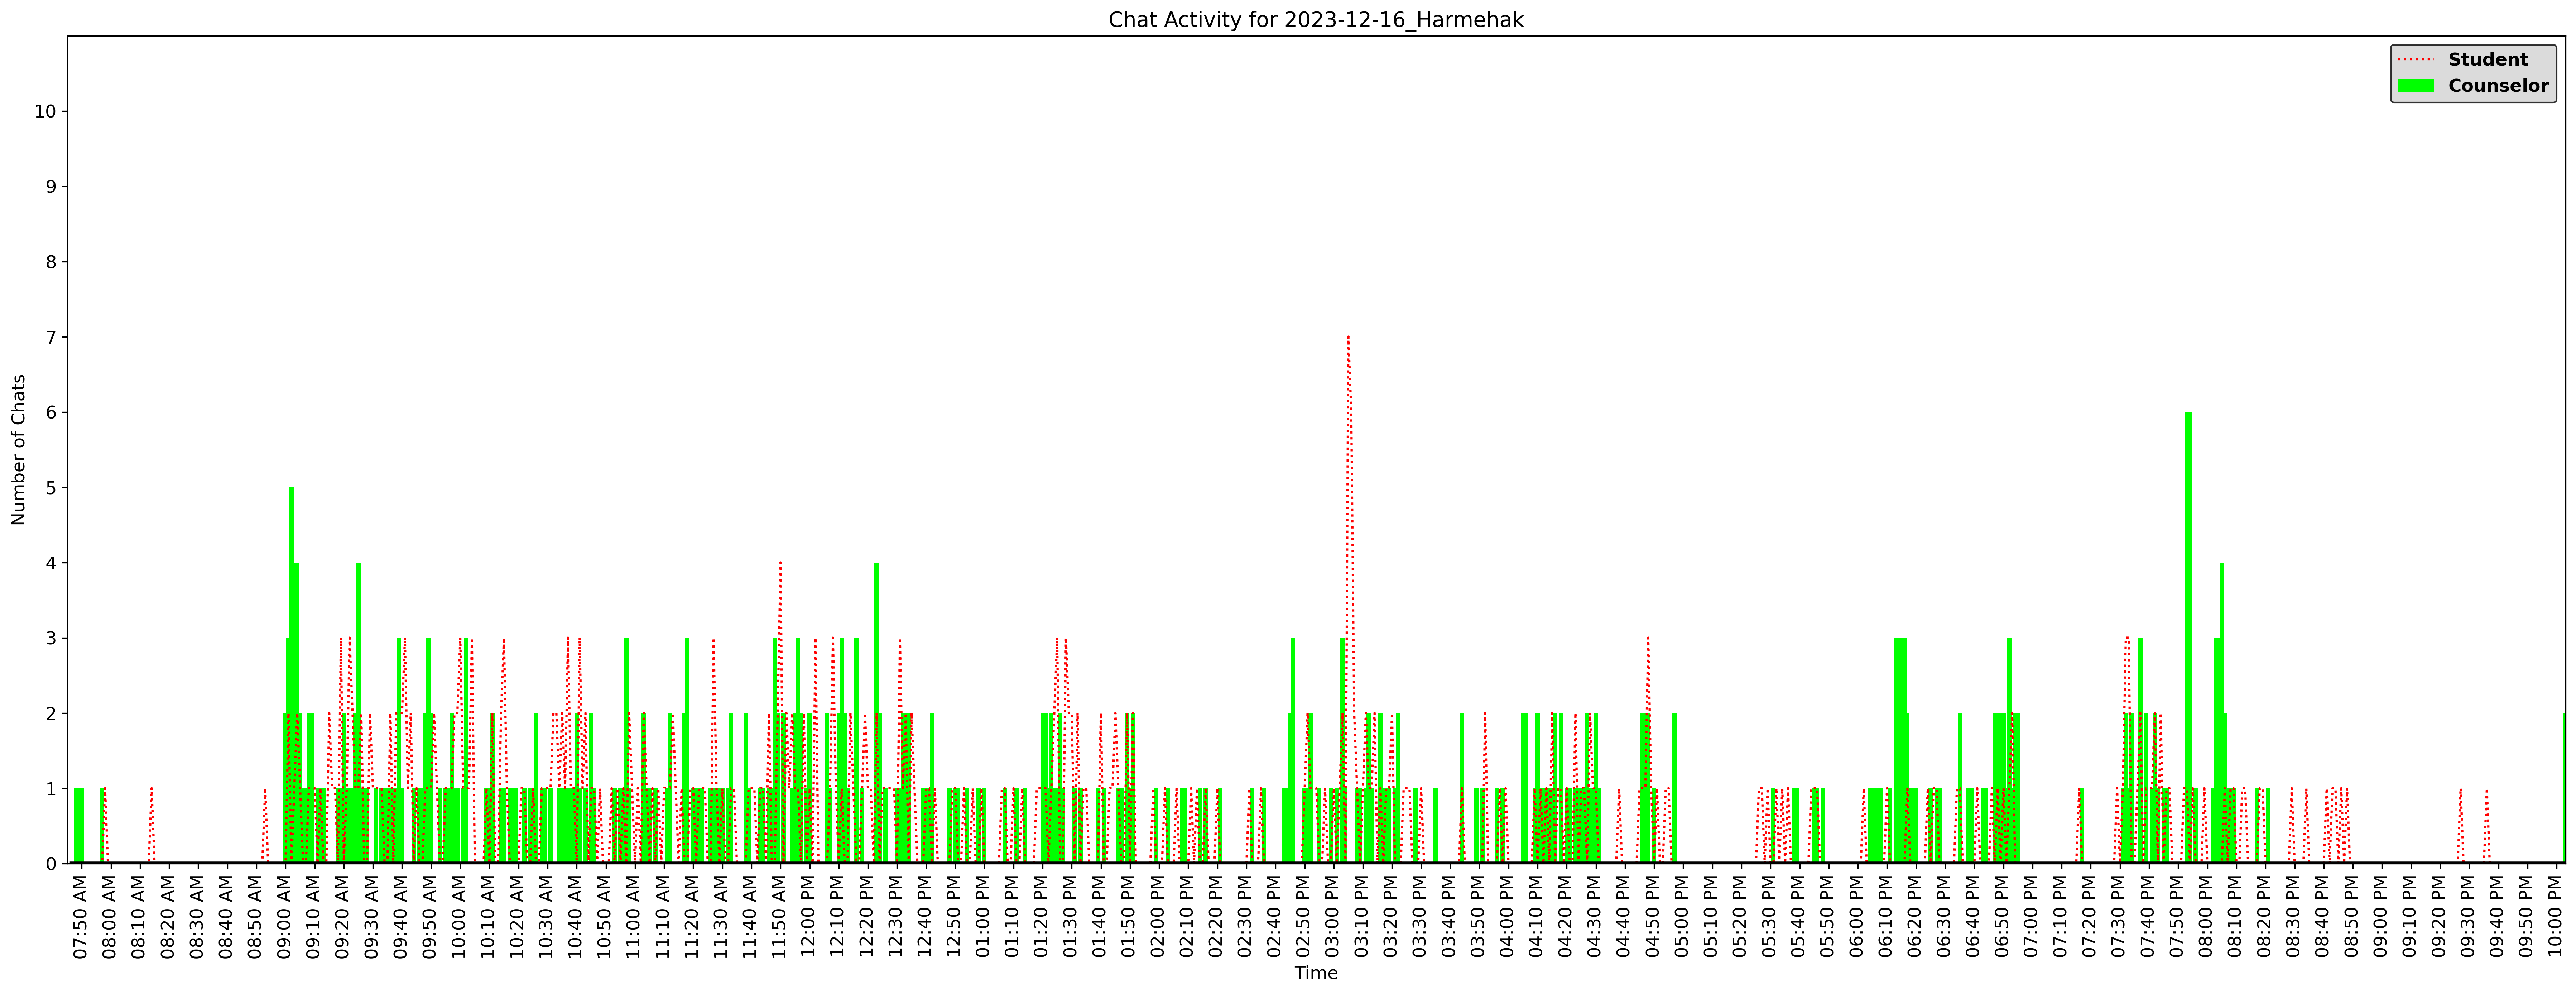 Chat Activity for 2023-12-16_Harmehak
Student
Counselor
Number of Chats
10
9
8
7
6
5
4
3
2
1
0
07:50 AM
08:00 AM
08:10 AM
08:20 AM
08:30 AM
08:40 AM
08:50 AM
09:00 AM
09:10 AM
09:20 AM
09:30 AM
09:40 AM
09:50 AM
10:00 AM
10:10 AM
10:20 AM
10:30 AM
10:40 AM
10:50 AM
11:00 AM
11:10 AM
11:20 AM
11:30 AM
11:40 AM
11:50 AM
12:00 PM
12:10 PM
12:20 PM
12:30 PM
12:40 PM
12:50 PM
01:00 PM
01:10 PM
01:20 PM
01:30 PM
01:40 PM
01:50 PM
02:00 PM
02:10 PM
02:20 PM
02:30 PM
02:40 PM
02:50 PM
03:00 PM
03:10 PM
03:20 PM
03:30 PM
03:40 PM
03:50 PM
04:00 PM
04:10 PM
04:20 PM
04:30 PM
04:40 PM
04:50 PM
05:00 PM
05:10 PM
05:20 PM
05:30 PM
05:40 PM
05:50 PM
06:00 PM
06:10 PM
06:20 PM
06:30 PM
06:40 PM
06:50 PM
07:00 PM
07:10 PM
07:20 PM
07:30 PM
07:40 PM
07:50 PM
08:00 PM
08:10 PM
08:20 PM
08:30 PM
08:40 PM
08:50 PM
09:00 PM
09:10 PM
09:20 PM
09:30 PM
09:40 PM
09:50 PM
10:00 PM
Time